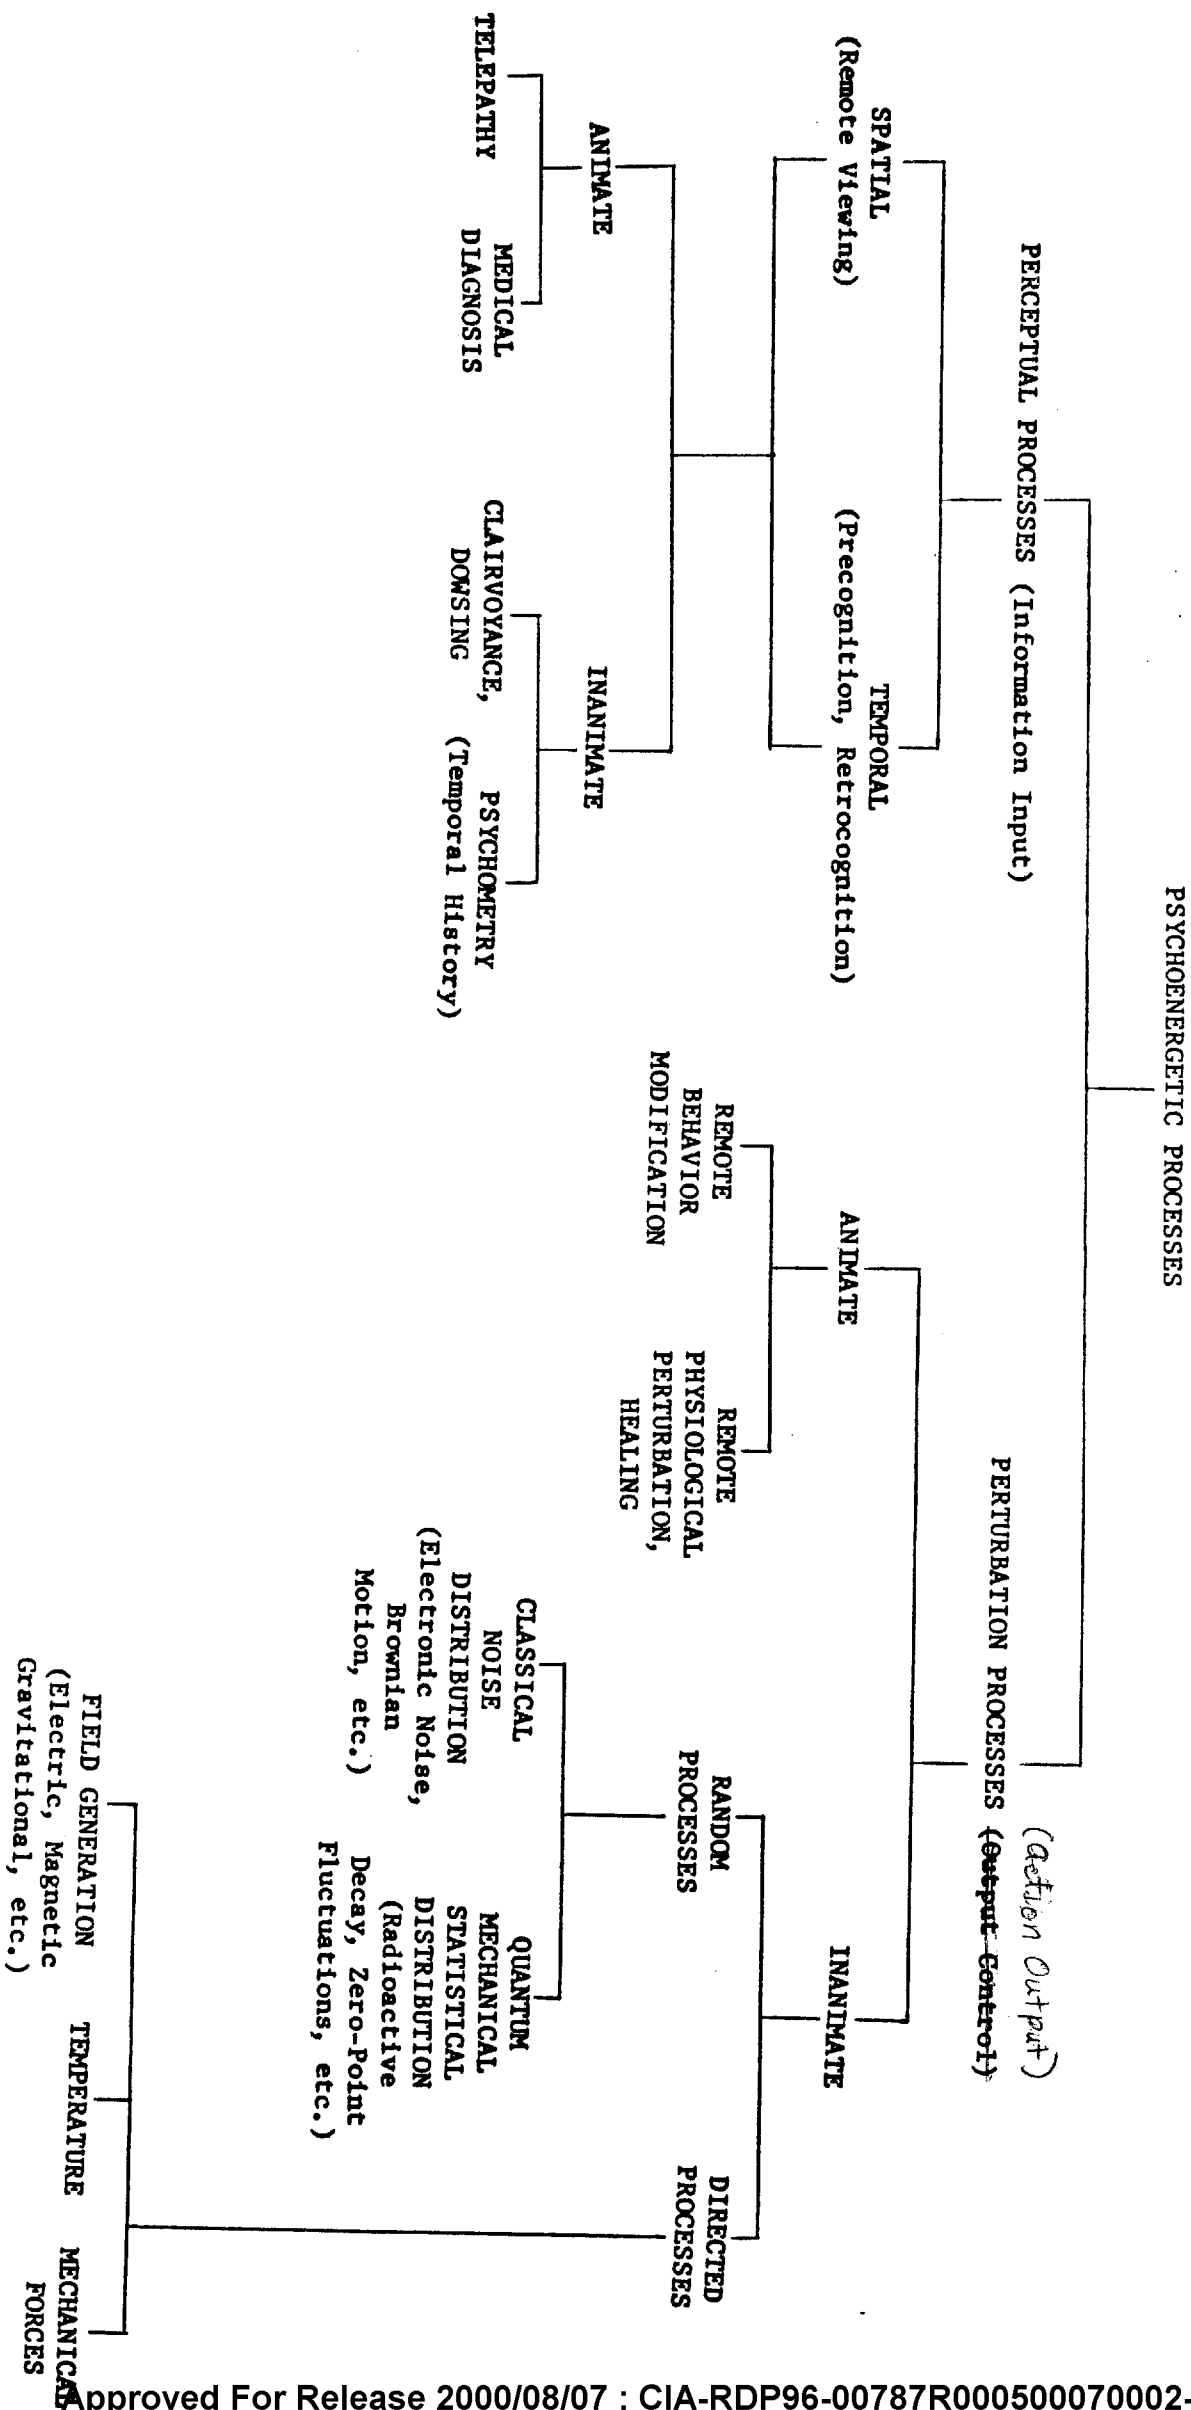 PSYCHOENERGETIC PROCESSES
PERCEPTUAL PROCESSES (Information Input)
PERTURBATION PROCESSES (Output Control)
(Action Output)
SPATIAL
(Remote Viewing)
TEMPORAL
(Precognition, Retrocognition)
ANIMATE
TELEPATHY
MEDICAL
DIAGNOSIS
INANIMATE
CLAIRVOYANCE,
DOWSING
PSYCHOMETRY
(Temporal History)
ANIMATE
REMOTE
BEHAVIOR
MODIFICATION
REMOTE
PHYSIOLOGICAL
PERTURBATION,
HEALING
INANIMATE
RANDOM
PROCESSES
CLASSICAL
NOISE
DISTRIBUTION
(Electronic Noise,
Brownian
Motion, etc.)
QUANTUM
MECHANICAL
STATISTICAL
DISTRIBUTION
(Radioactive
Decay, Zero-Point
Fluctuations, etc.)
DIRECTED
PROCESSES
FIELD GENERATION
(Electric, Magnetic
Gravitational, etc.)
TEMPERATURE
MECHANICAL
FORCES
Approved For Release 2000/08/07 : CIA-RDP96-00787R000500070002-